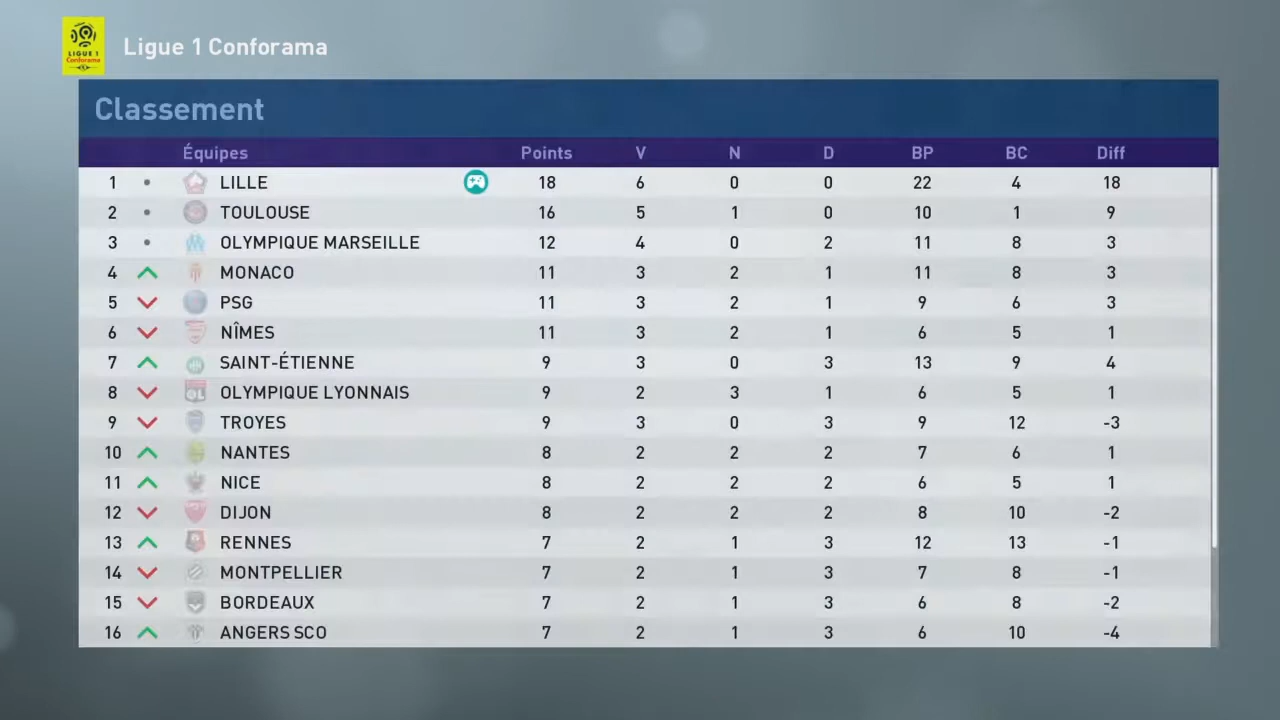 LIGUE 1
Conforama
Ligue 1 Conforama
Classement
Équipes Points V N D BP BC Diff
1 LILLE 18 6 0 0 22 4 18
2 TOULOUSE 16 5 1 0 10 1 9
3 OLYMPIQUE MARSEILLE 12 4 0 2 11 8 3
4 MONACO 11 3 2 1 11 8 3
5 PSG 11 3 2 1 9 6 3
6 NÎMES 11 3 2 1 6 5 1
7 SAINT-ÉTIENNE 9 3 0 3 13 9 4
8 OL OLYMPIQUE LYONNAIS 9 2 3 1 6 5 1
9 TROYES 9 3 0 3 9 12 -3
10 NANTES 8 2 2 2 7 6 1
11 NICE 8 2 2 2 6 5 1
12 DIJON 8 2 2 2 8 10 -2
13 RENNES 7 2 1 3 12 13 -1
14 MONTPELLIER 7 2 1 3 7 8 -1
15 BORDEAUX 7 2 1 3 6 8 -2
16 ANGERS SCO 7 2 1 3 6 10 -4